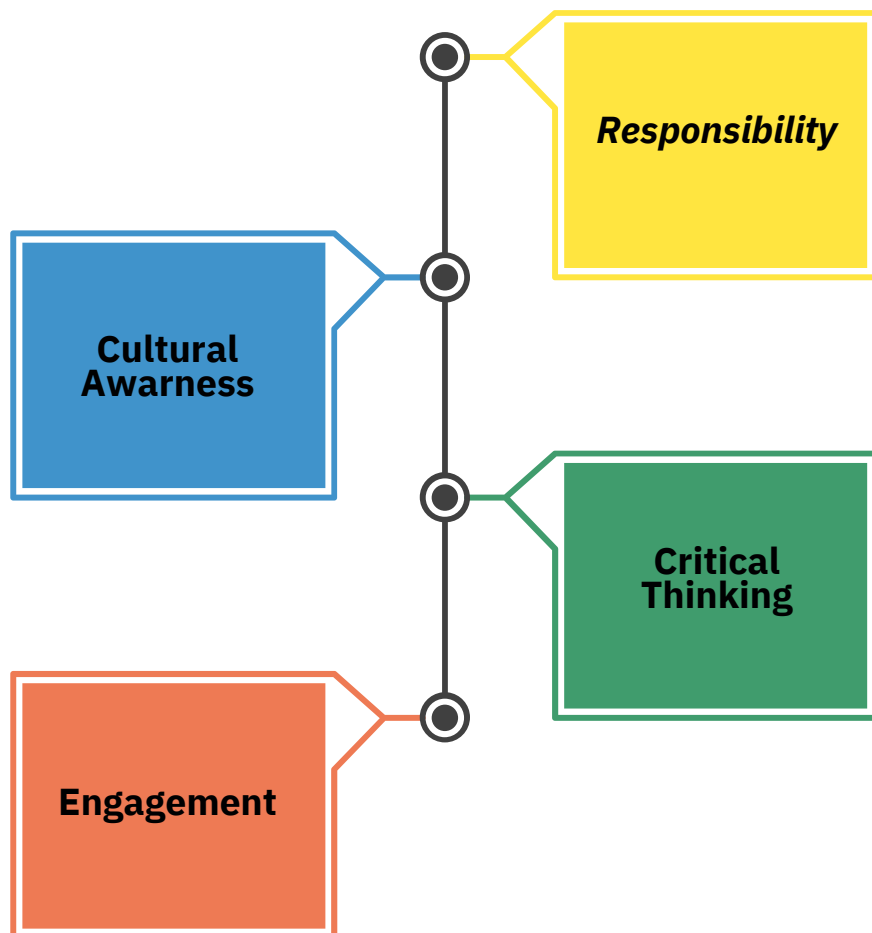 Responsibility
Cultural
Awarness
Critical
Thinking
Engagement